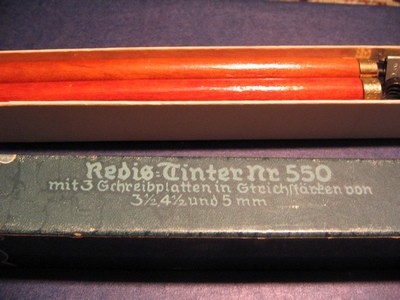 Redis=Tinter Nr 550
mit 3 Schreibplatten in Strichstärken von
3½, 4½ und 5 mm